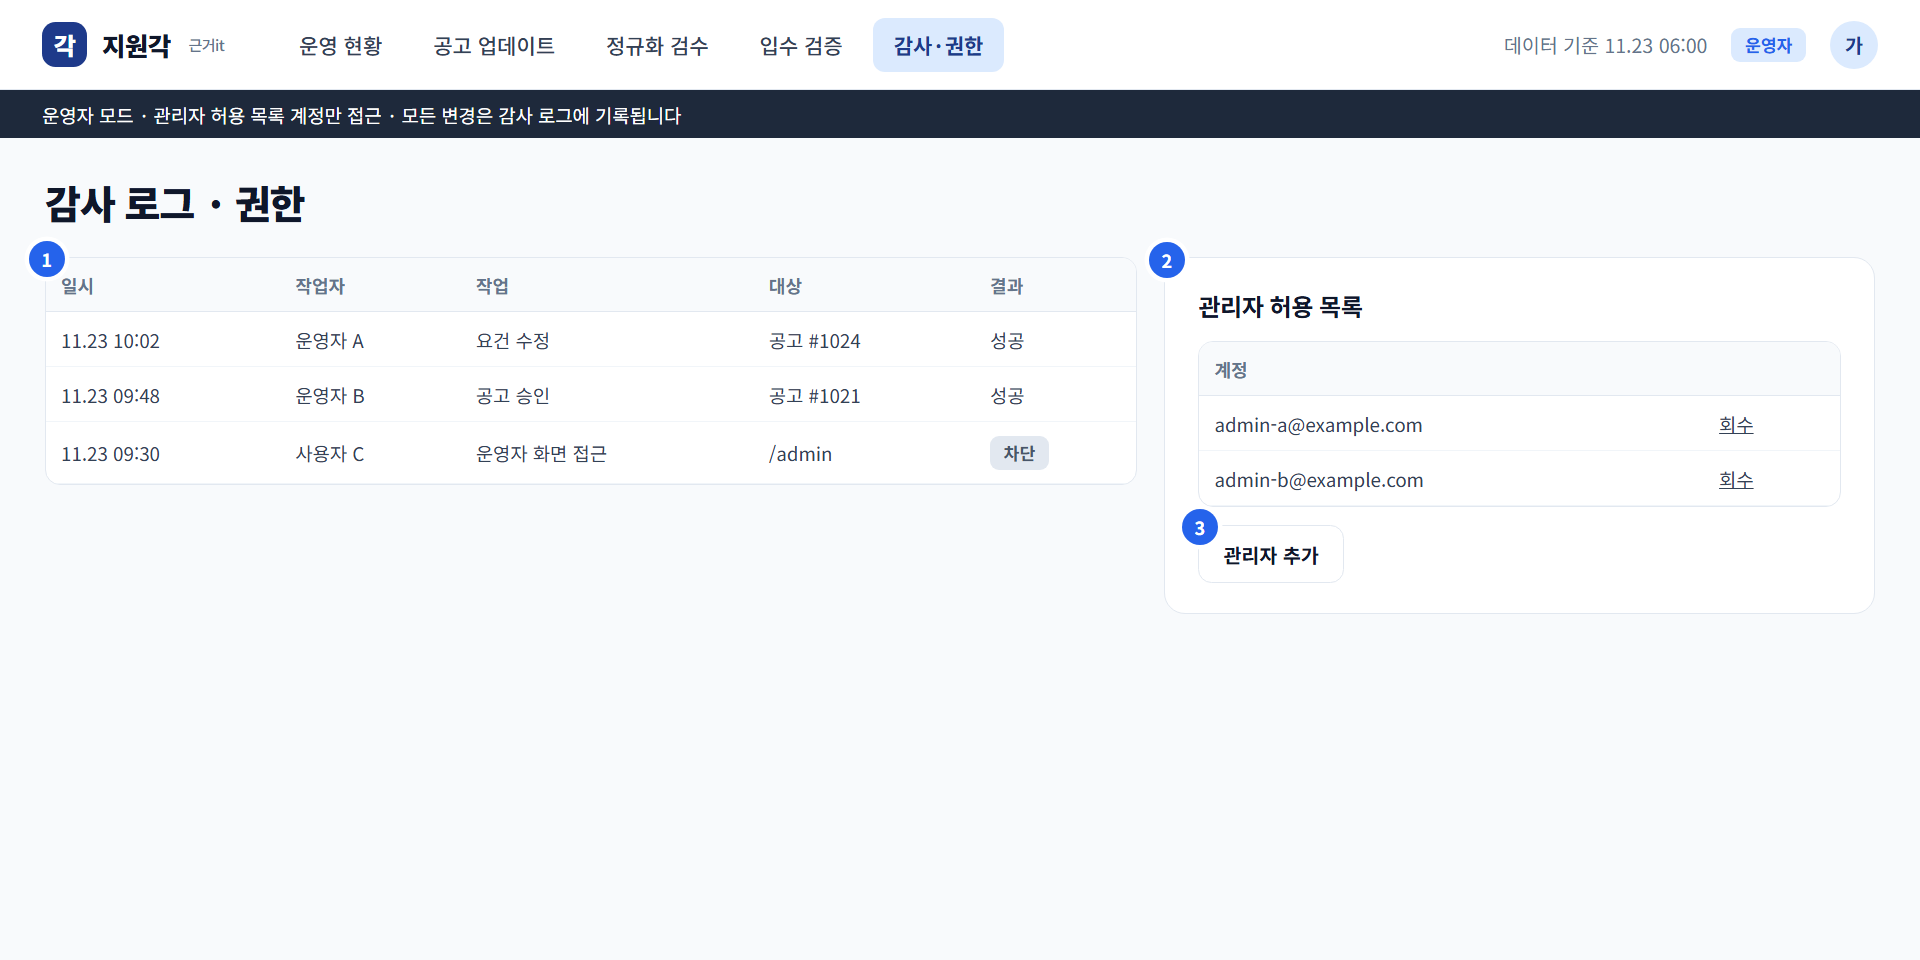 각 지원각 근거it 운영 현황 공고 업데이트 정규화 검수 입수 검증 감사·권한 데이터 기준 11.23 06:00 운영자 가
운영자 모드 · 관리자 허용 목록 계정만 접근 · 모든 변경은 감사 로그에 기록됩니다
감사 로그 · 권한
1
일시 작업자 작업 대상 결과
11.23 10:02 운영자 A 요건 수정 공고 #1024 성공
11.23 09:48 운영자 B 공고 승인 공고 #1021 성공
11.23 09:30 사용자 C 운영자 화면 접근 /admin 차단
2
관리자 허용 목록
계정
admin-a@example.com 회수
admin-b@example.com 회수
3
관리자 추가